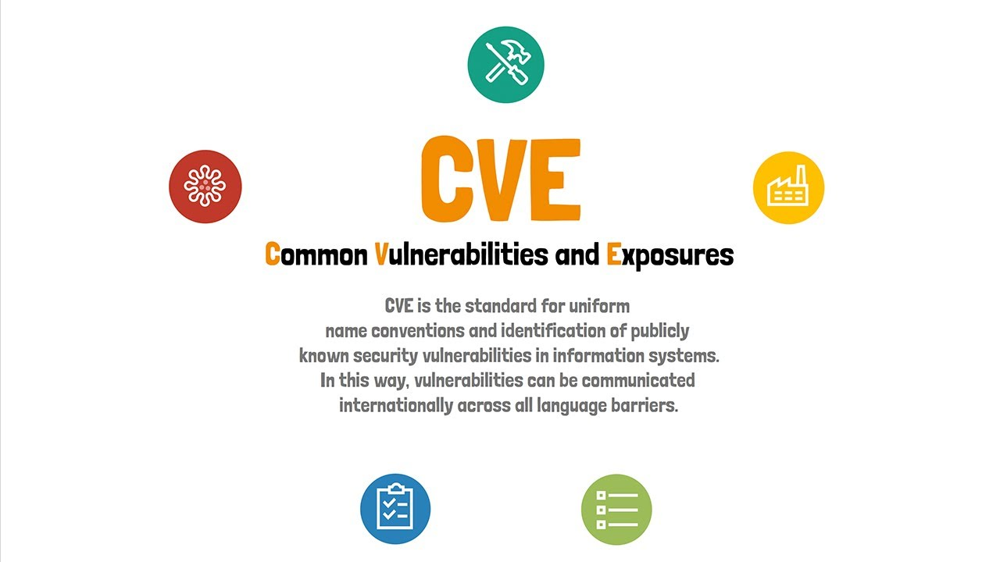 CVE
Common Vulnerabilities and Exposures
CVE is the standard for uniform
name conventions and identification of publicly
known security vulnerabilities in information systems.
In this way, vulnerabilities can be communicated
internationally across all language barriers.